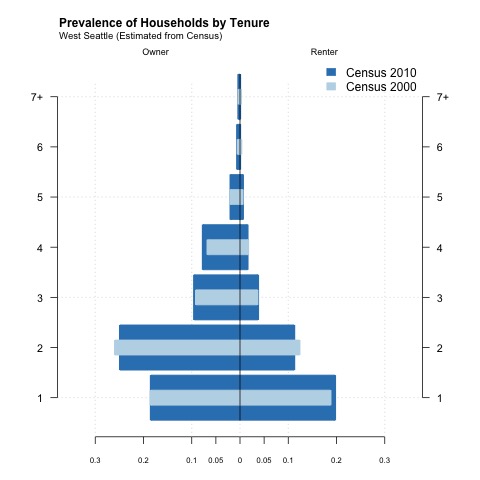 Prevalence of Households by Tenure
West Seattle (Estimated from Census)
Owner Renter
Census 2010
Census 2000
7+ 7+
6 6
5 5
4 4
3 3
2 2
1 1
0.3 0.2 0.1 0.05 0 0.05 0.1 0.2 0.3